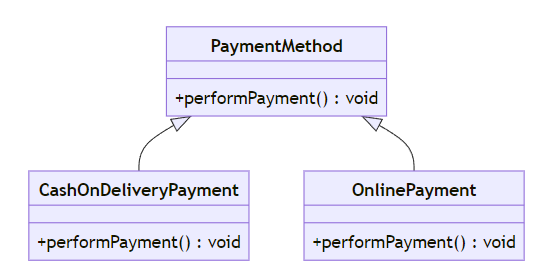 PaymentMethod
+performPayment() : void
CashOnDeliveryPayment
+performPayment() : void
OnlinePayment
+performPayment() : void